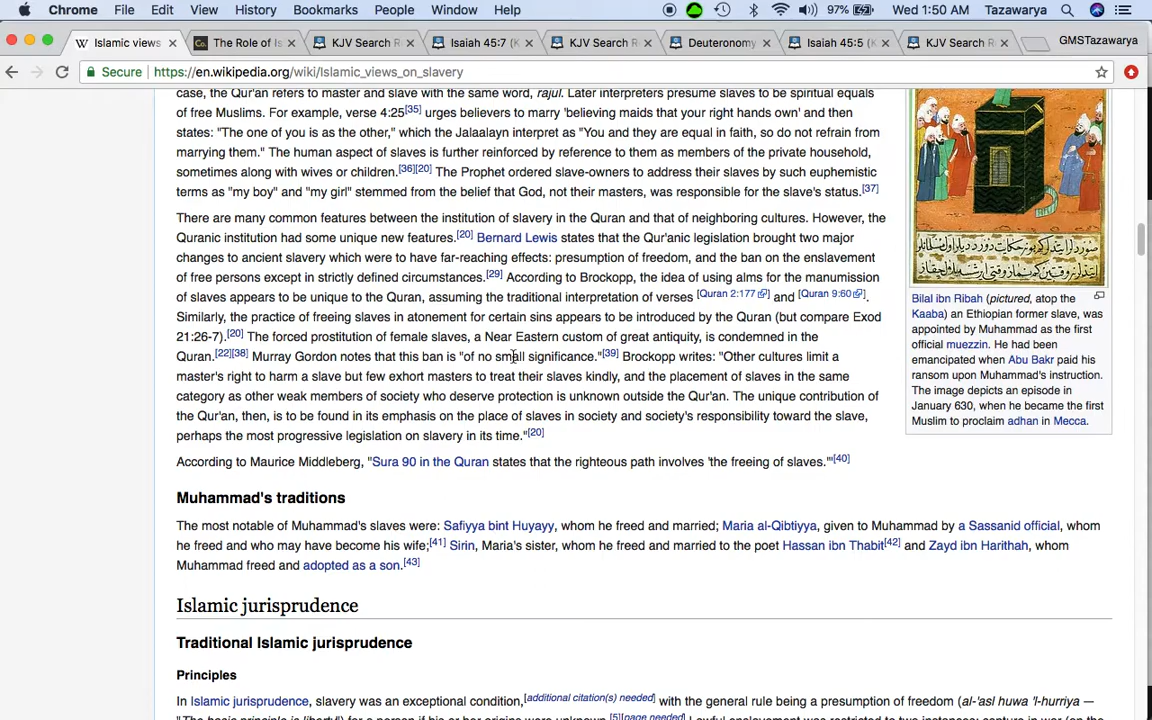 Chrome File Edit View History Bookmarks People Window Help 97% Wed 1:50 AM Tazawarya
Islamic views × The Role of Is × KJV Search R × Isaiah 45:7 (K × KJV Search R × Deuteronomy × Isaiah 45:5 (K × KJV Search R × GMSTazawarya
Secure | https://en.wikipedia.org/wiki/Islamic_views_on_slavery
case, the Qur'an refers to master and slave with the same word, rajul. Later interpreters presume slaves to be spiritual equals
of free Muslims. For example, verse 4:25[35] urges believers to marry 'believing maids that your right hands own' and then
states: "The one of you is as the other," which the Jalaalayn interpret as "You and they are equal in faith, so do not refrain from
marrying them." The human aspect of slaves is further reinforced by reference to them as members of the private household,
sometimes along with wives or children.[36][20] The Prophet ordered slave-owners to address their slaves by such euphemistic
terms as "my boy" and "my girl" stemmed from the belief that God, not their masters, was responsible for the slave's status.[37]
There are many common features between the institution of slavery in the Quran and that of neighboring cultures. However, the
Quranic institution had some unique new features.[20] Bernard Lewis states that the Qur'anic legislation brought two major
changes to ancient slavery which were to have far-reaching effects: presumption of freedom, and the ban on the enslavement
of free persons except in strictly defined circumstances.[29] According to Brockopp, the idea of using alms for the manumission
of slaves appears to be unique to the Quran, assuming the traditional interpretation of verses [Quran 2:177] and [Quran 9:60].
Similarly, the practice of freeing slaves in atonement for certain sins appears to be introduced by the Quran (but compare Exod
21:26-7).[20] The forced prostitution of female slaves, a Near Eastern custom of great antiquity, is condemned in the
Quran.[22][38] Murray Gordon notes that this ban is "of no small significance."[39] Brockopp writes: "Other cultures limit a
master's right to harm a slave but few exhort masters to treat their slaves kindly, and the placement of slaves in the same
category as other weak members of society who deserve protection is unknown outside the Qur'an. The unique contribution of
the Qur'an, then, is to be found in its emphasis on the place of slaves in society and society's responsibility toward the slave,
perhaps the most progressive legislation on slavery in its time."[20]
According to Maurice Middleberg, "Sura 90 in the Quran states that the righteous path involves 'the freeing of slaves.'"[40]
Bilal ibn Ribah (pictured, atop the
Kaaba) an Ethiopian former slave, was
appointed by Muhammad as the first
official muezzin. He had been
emancipated when Abu Bakr paid his
ransom upon Muhammad's instruction.
The image depicts an episode in
January 630, when he became the first
Muslim to proclaim adhan in Mecca.
Muhammad's traditions
The most notable of Muhammad's slaves were: Safiyya bint Huyayy, whom he freed and married; Maria al-Qibtiyya, given to Muhammad by a Sassanid official, whom
he freed and who may have become his wife;[41] Sirin, Maria's sister, whom he freed and married to the poet Hassan ibn Thabit[42] and Zayd ibn Harithah, whom
Muhammad freed and adopted as a son.[43]
Islamic jurisprudence
Traditional Islamic jurisprudence
Principles
In Islamic jurisprudence, slavery was an exceptional condition,[additional citation(s) needed] with the general rule being a presumption of freedom (al-'asl huwa 'l-hurriya —
"The basic principle is liberty") for a person if his or her origins were unknown.[5][page needed] Lawful enslavement was restricted to two instances: capture in war (on the